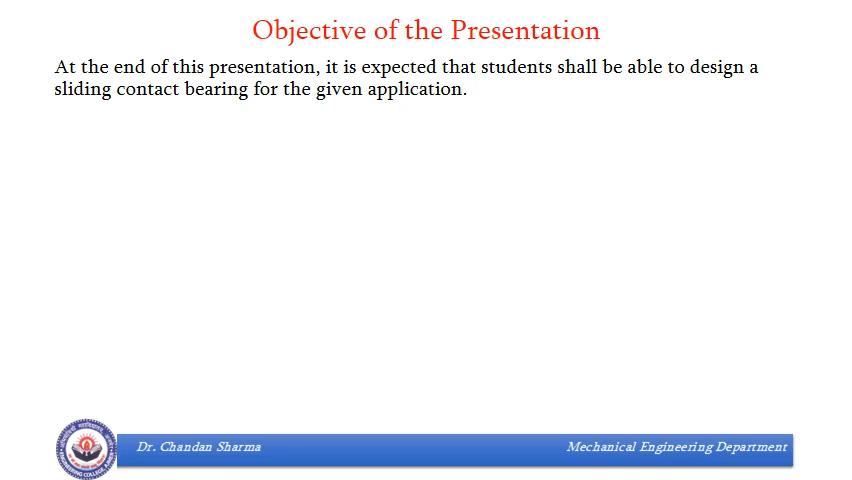 Objective of the Presentation
At the end of this presentation, it is expected that students shall be able to design a
sliding contact bearing for the given application.
Dr. Chandan Sharma
Mechanical Engineering Department